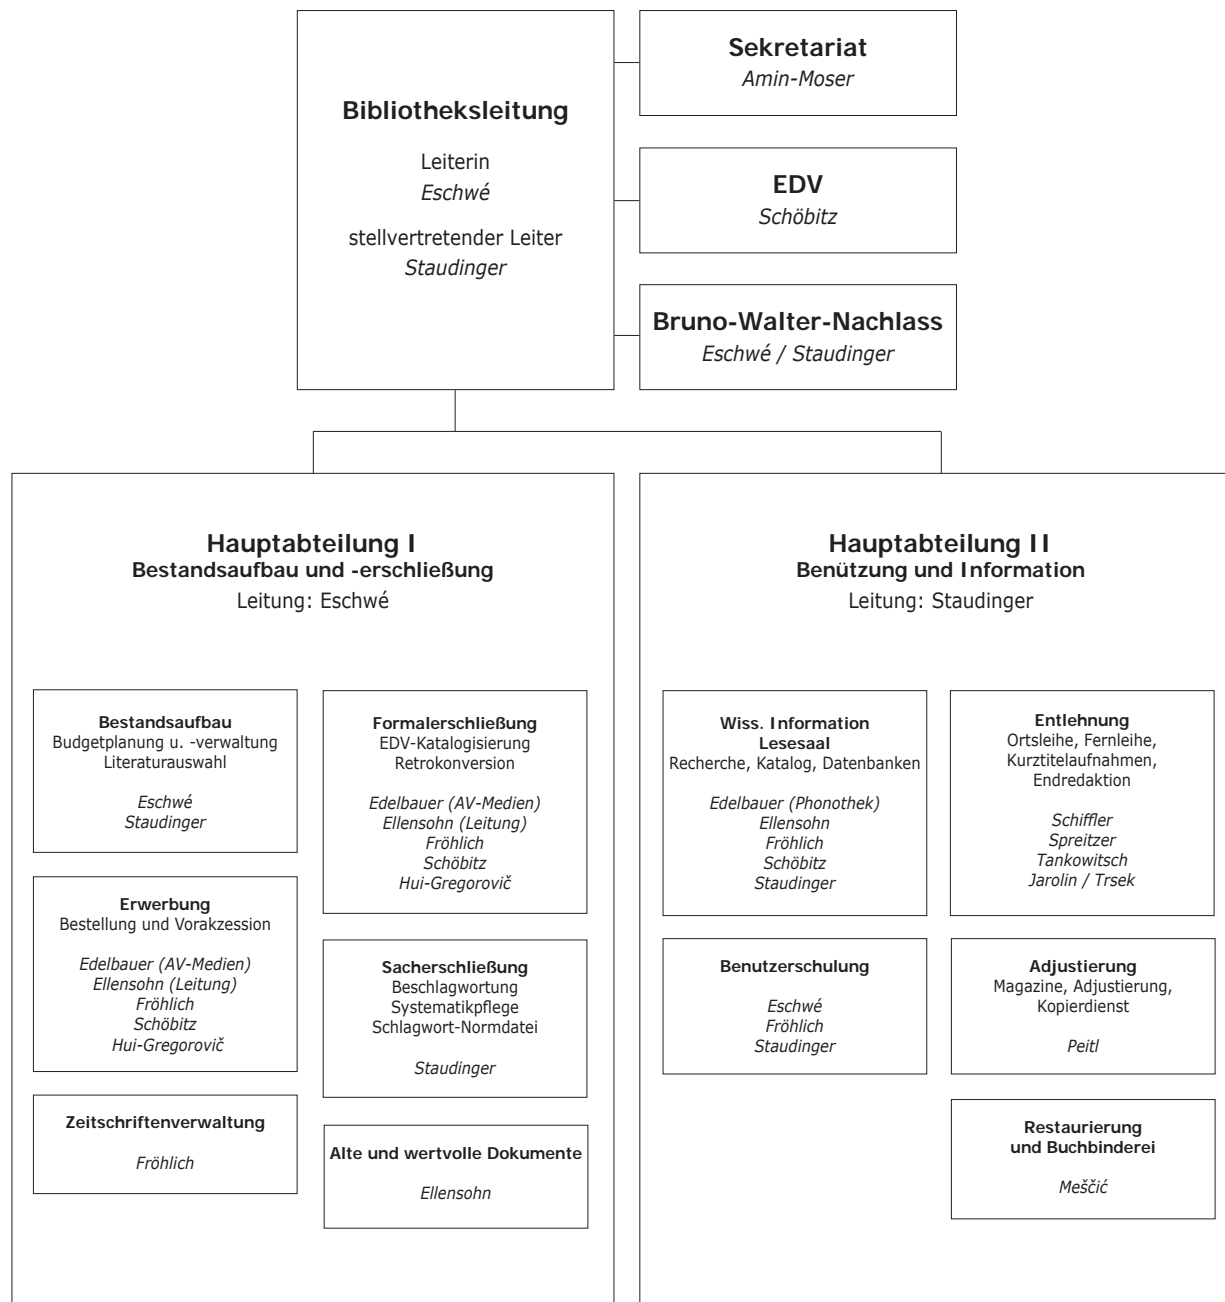 Bibliotheksleitung
Leiterin
Eschwé
stellvertretender Leiter
Staudinger
Sekretariat
Amin-Moser
EDV
Schöbitz
Bruno-Walter-Nachlass
Eschwé / Staudinger
Hauptabteilung I
Bestandsaufbau und -erschließung
Leitung: Eschwé
Bestandsaufbau
Budgetplanung u. -verwaltung
Literaturauswahl
Eschwé
Staudinger
Erwerbung
Bestellung und Vorakzession
Edelbauer (AV-Medien)
Ellensohn (Leitung)
Fröhlich
Schöbitz
Hui-Gregorovič
Zeitschriftenverwaltung
Fröhlich
Formalerschließung
EDV-Katalogisierung
Retrokonversion
Edelbauer (AV-Medien)
Ellensohn (Leitung)
Fröhlich
Schöbitz
Hui-Gregorovič
Sacherschließung
Beschlagwortung
Systematikpflege
Schlagwort-Normdatei
Staudinger
Alte und wertvolle Dokumente
Ellensohn
Hauptabteilung II
Benützung und Information
Leitung: Staudinger
Wiss. Information
Lesesaal
Recherche, Katalog, Datenbanken
Edelbauer (Phonothek)
Ellensohn
Fröhlich
Schöbitz
Staudinger
Benutzerschulung
Eschwé
Fröhlich
Staudinger
Entlehnung
Ortsleihe, Fernleihe,
Kurztitelaufnahmen,
Endredaktion
Schiffler
Spreitzer
Tankowitsch
Jarolin / Trsek
Adjustierung
Magazine, Adjustierung,
Kopierdienst
Peitl
Restaurierung
und Buchbinderei
Meščić